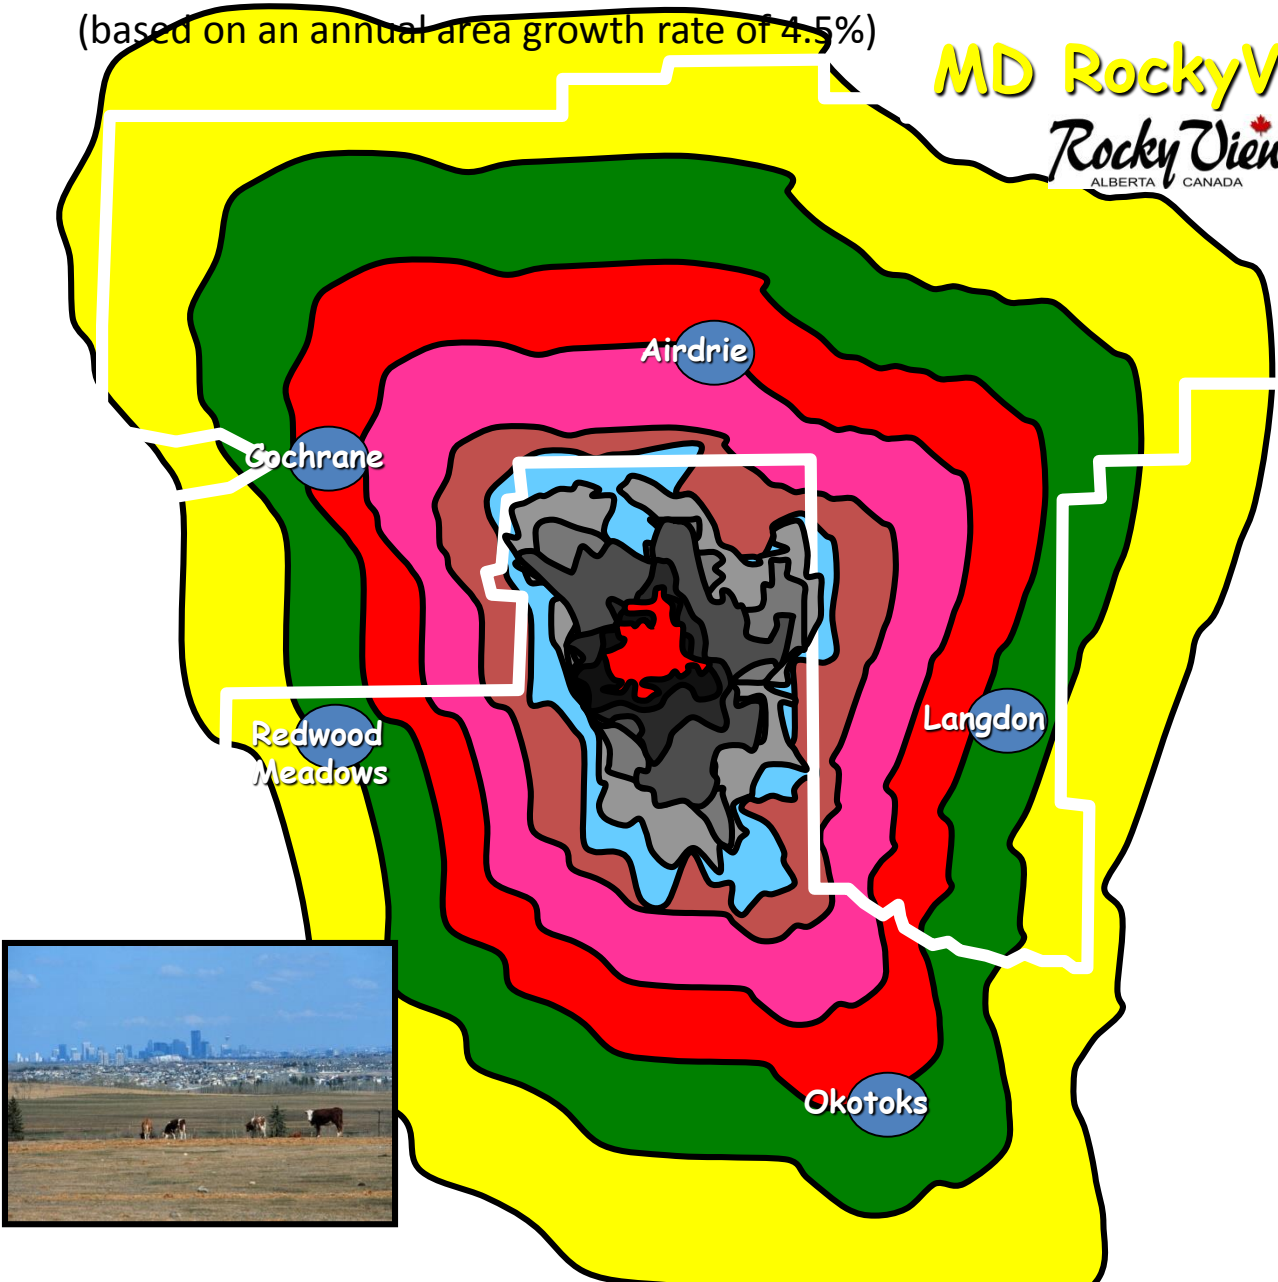 (based on an annual area growth rate of 4.5%)
MD RockyV
Rocky View
ALBERTA CANADA
Airdrie
Cochrane
Langdon
Redwood
Meadows
Okotoks